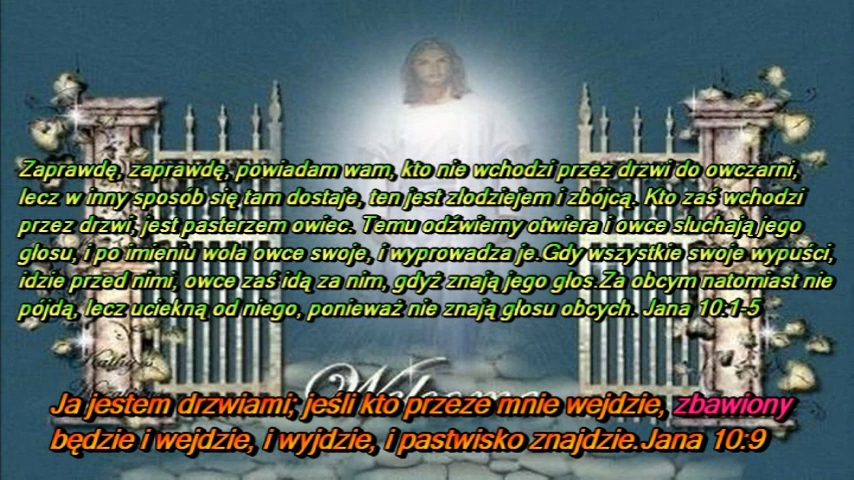 Zaprawdę, zaprawdę, powiadam wam, kto nie wchodzi przez drzwi do owczarni,
lecz w inny sposób się tam dostaje, ten jest złodziejem i zbójcą. Kto zaś wchodzi
przez drzwi, jest pasterzem owiec. Temu odźwierny otwiera i owce słuchają jego
głosu, i po imieniu woła owce swoje, i wyprowadza je.Gdy wszystkie swoje wypuści,
idzie przed nimi, owce zaś idą za nim, gdyż znają jego głos.Za obcym natomiast nie
pójdą, lecz uciekną od niego, ponieważ nie znają głosu obcych. Jana 10:1-5
Welcome
Ja jestem drzwiami; jeśli kto przeze mnie wejdzie, zbawiony
będzie i wejdzie, i wyjdzie, i pastwisko znajdzie.Jana 10:9